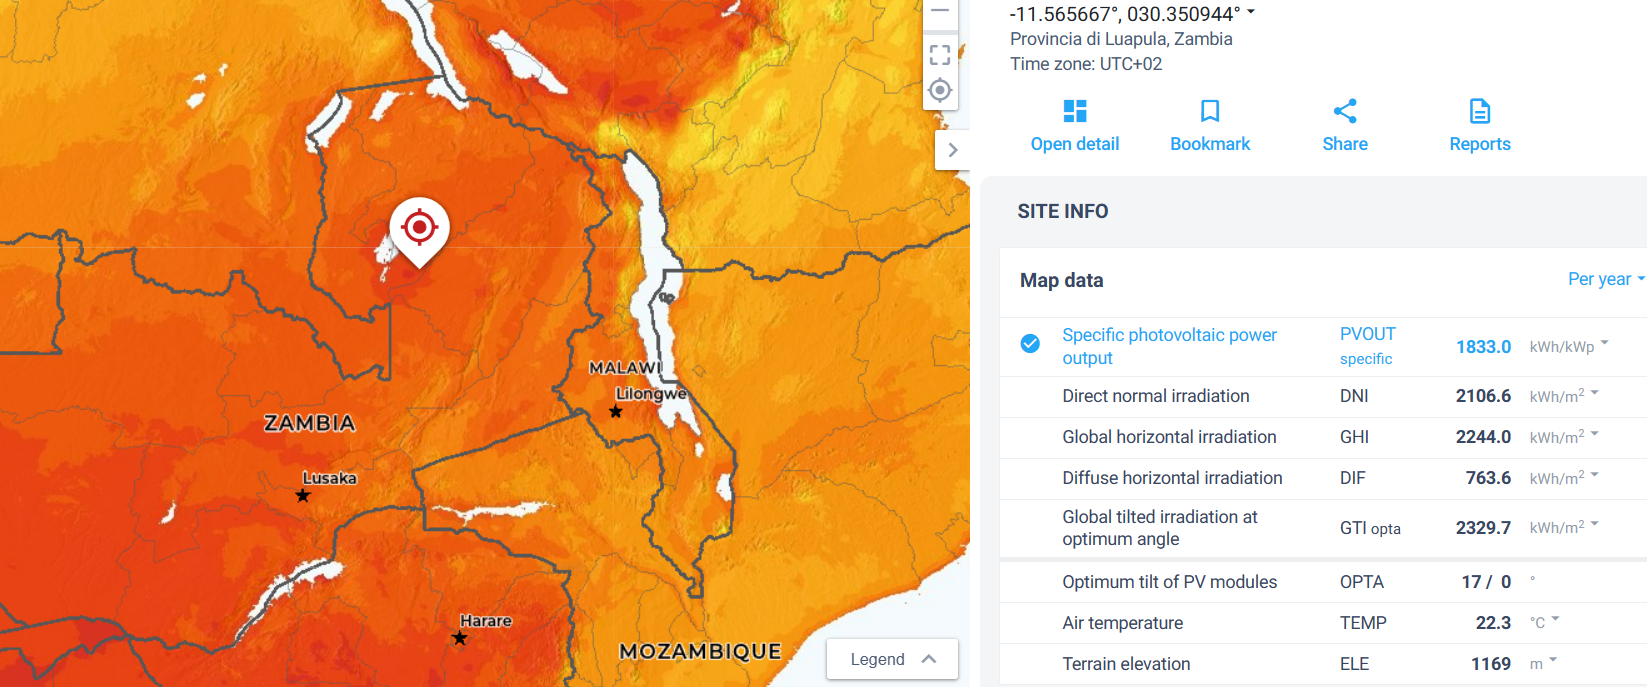 -11.565667°, 030.350944°
Provincia di Luapula, Zambia
Time zone: UTC+02
Open detail
Bookmark
Share
Reports
SITE INFO
Map data
Per year
Specific photovoltaic power
output
PVOUT
specific
1833.0
kWh/kWp
Direct normal irradiation
DNI
2106.6
kWh/m²
Global horizontal irradiation
GHI
2244.0
kWh/m²
Diffuse horizontal irradiation
DIF
763.6
kWh/m²
Global tilted irradiation at
optimum angle
GTI opta
2329.7
kWh/m²
Optimum tilt of PV modules
OPTA
17 / 0
°
Air temperature
TEMP
22.3
°C
Terrain elevation
ELE
1169
m
MALAWI
Lilongwe
ZAMBIA
Lusaka
Harare
MOZAMBIQUE
Legend